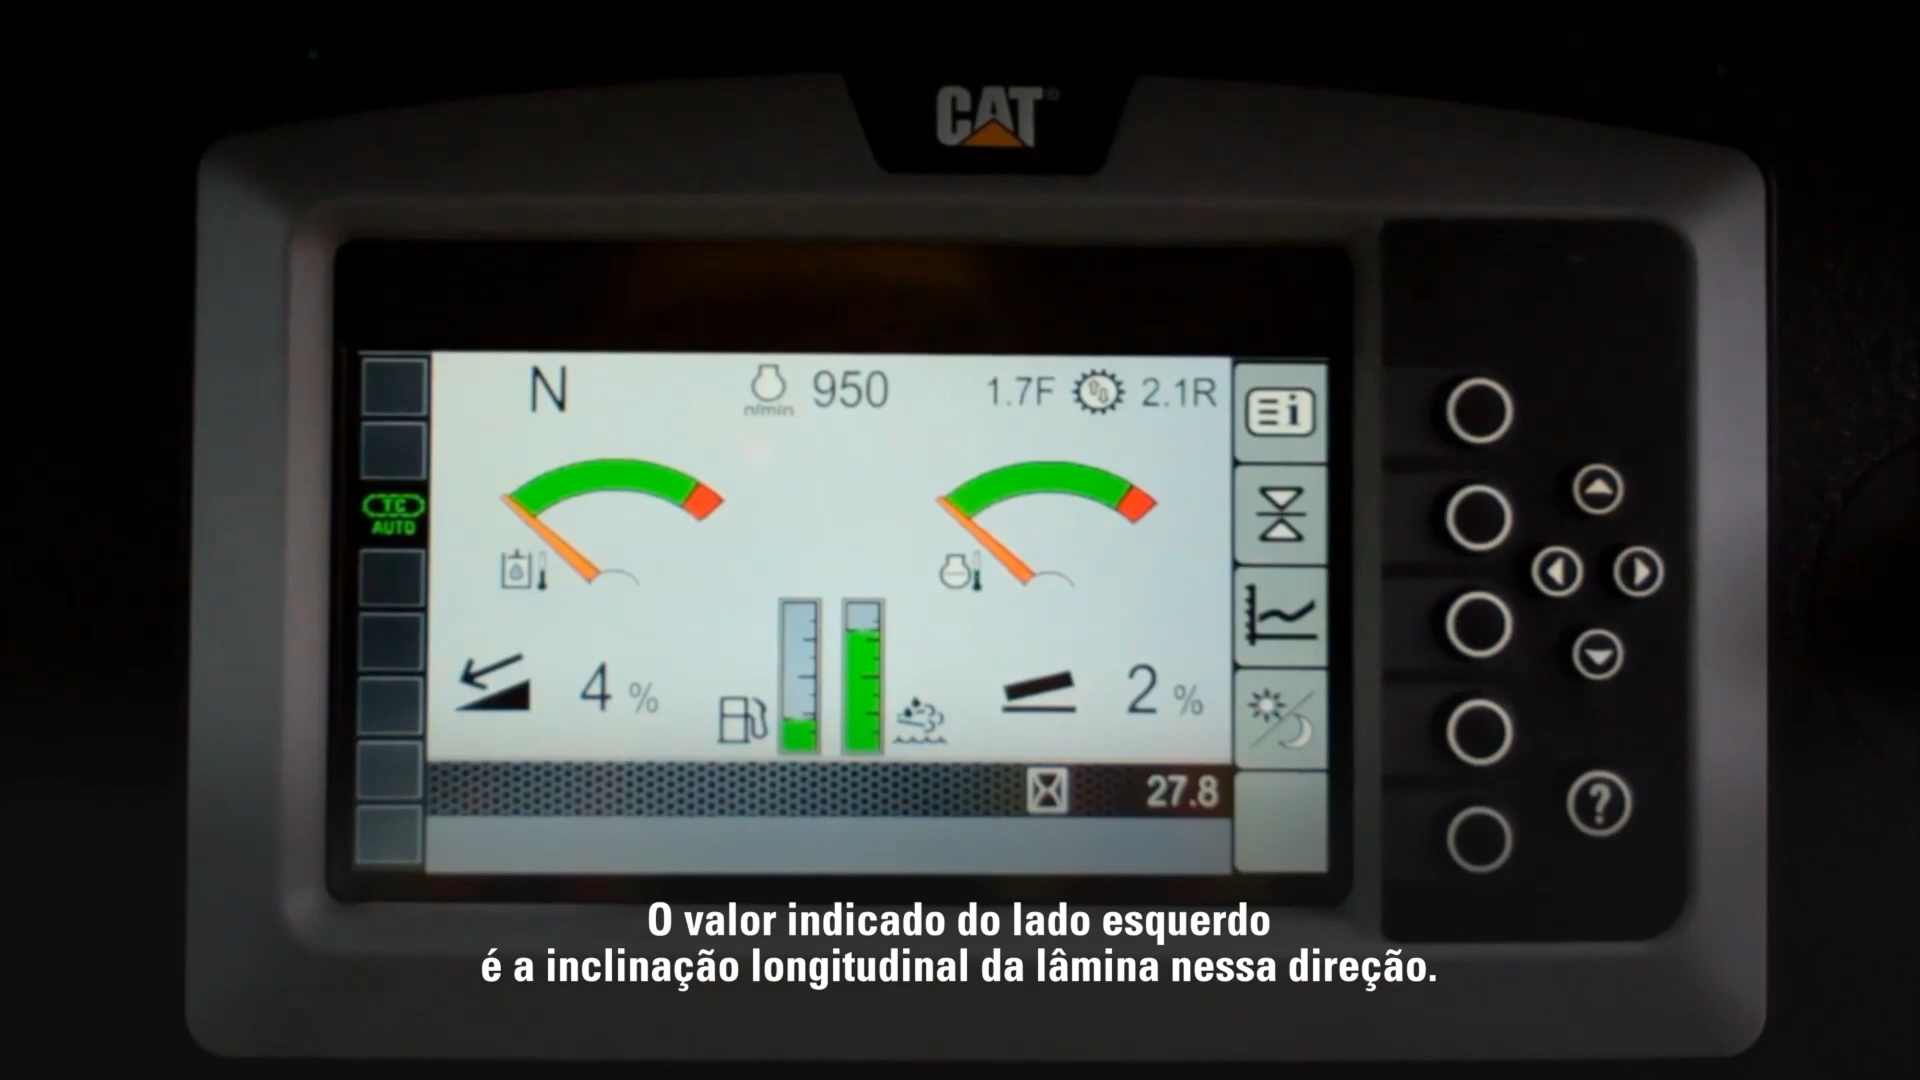 CAT
N
n/min
950
1.7F
2.1R
TC
AUTO
4 %
2 %
27.8
O valor indicado do lado esquerdo
é a inclinação longitudinal da lâmina nessa direção.